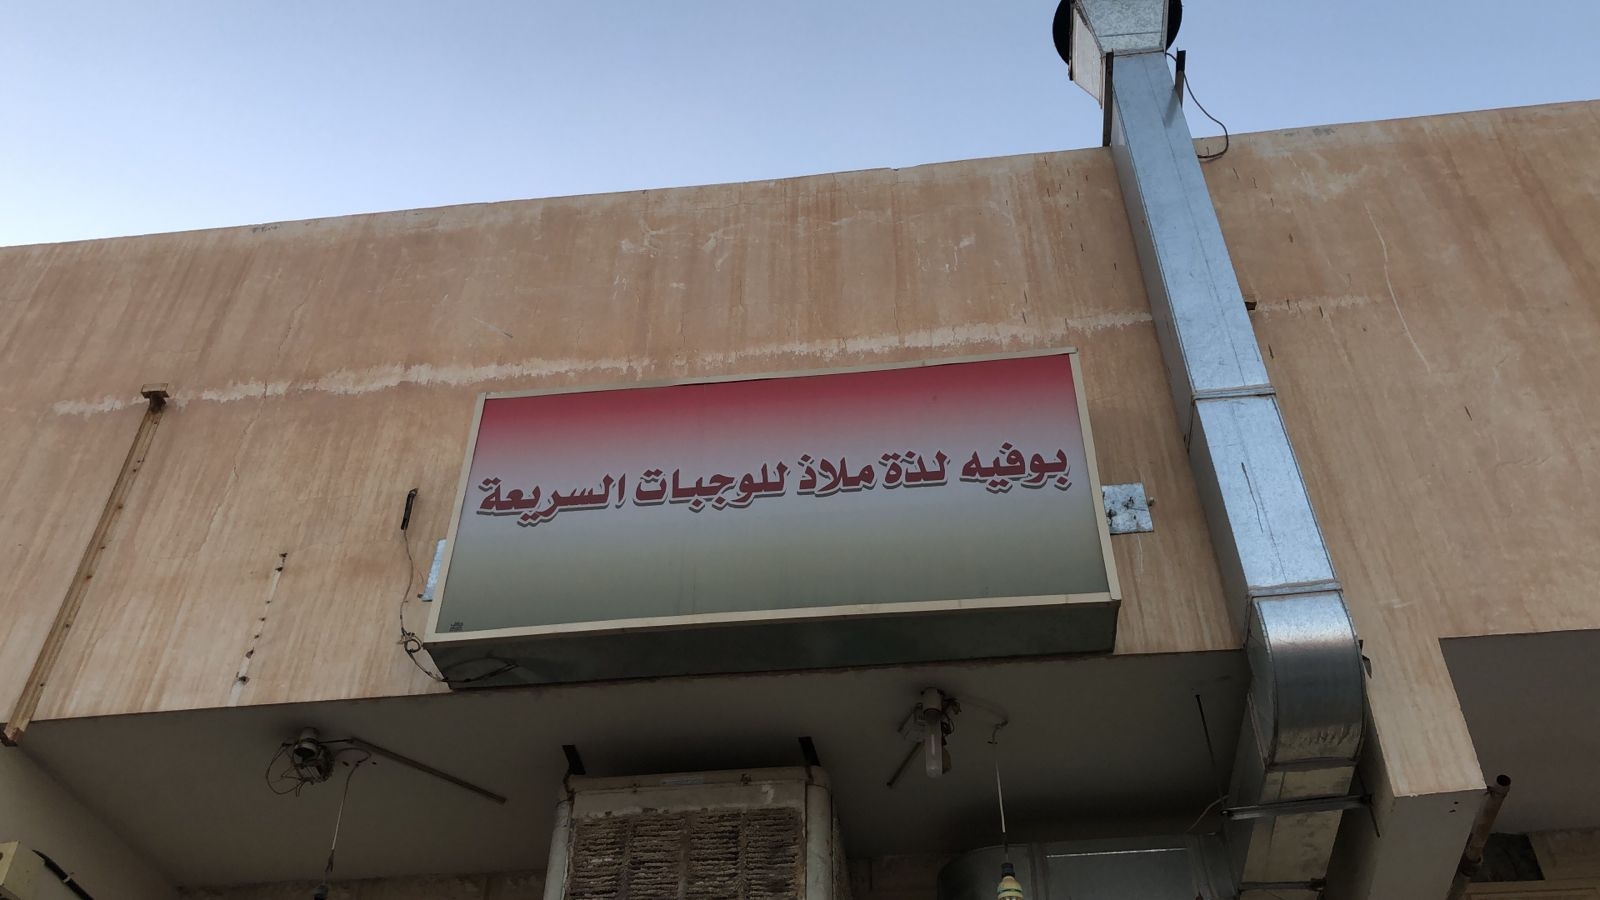 بوفيه لذة ملاذ للوجبات السريعة